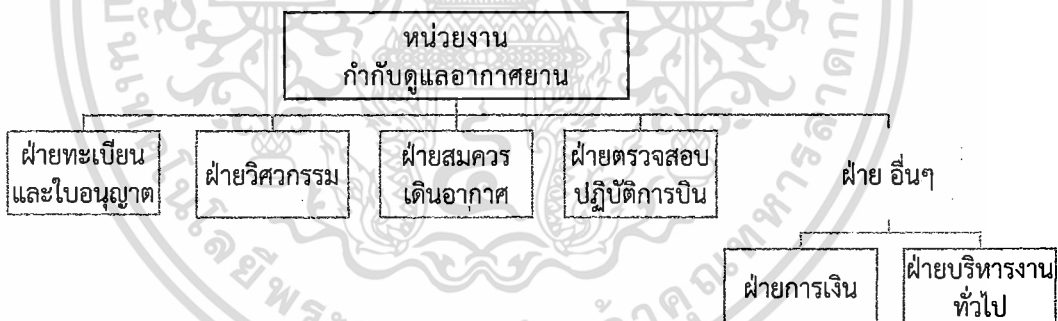 หน่วยงาน
กำกับดูแลอากาศยาน
ฝ่ายทะเบียน
และใบอนุญาต
ฝ่ายวิศวกรรม
ฝ่ายสมควร
เดินอากาศ
ฝ่ายตรวจสอบ
ปฏิบัติการบิน
ฝ่าย อื่นๆ
ฝ่ายการเงิน
ฝ่ายบริหารงาน
ทั่วไป